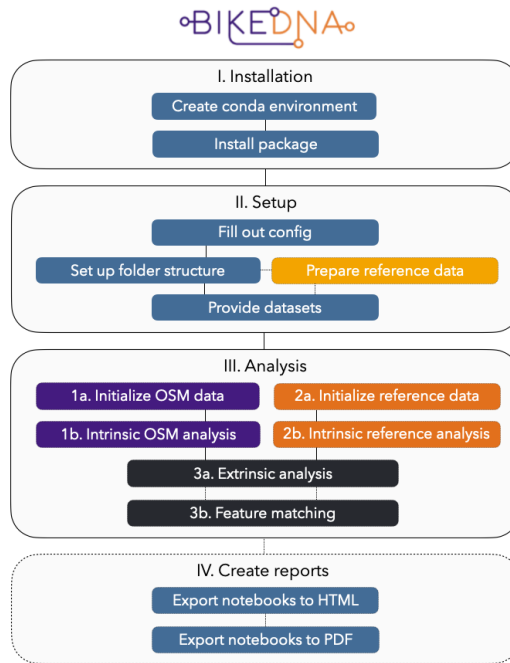 BIKEDNA
I. Installation
Create conda environment
Install package
II. Setup
Fill out config
Set up folder structure
Prepare reference data
Provide datasets
III. Analysis
1a. Initialize OSM data
2a. Initialize reference data
1b. Intrinsic OSM analysis
2b. Intrinsic reference analysis
3a. Extrinsic analysis
3b. Feature matching
IV. Create reports
Export notebooks to HTML
Export notebooks to PDF